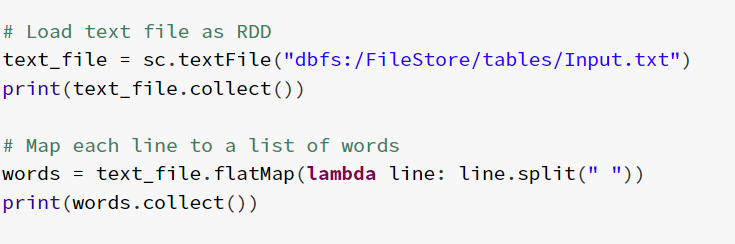 # Load text file as RDD
text_file = sc.textFile("dbfs:/FileStore/tables/Input.txt")
print(text_file.collect())
# Map each line to a list of words
words = text_file.flatMap(lambda line: line.split(" "))
print(words.collect())